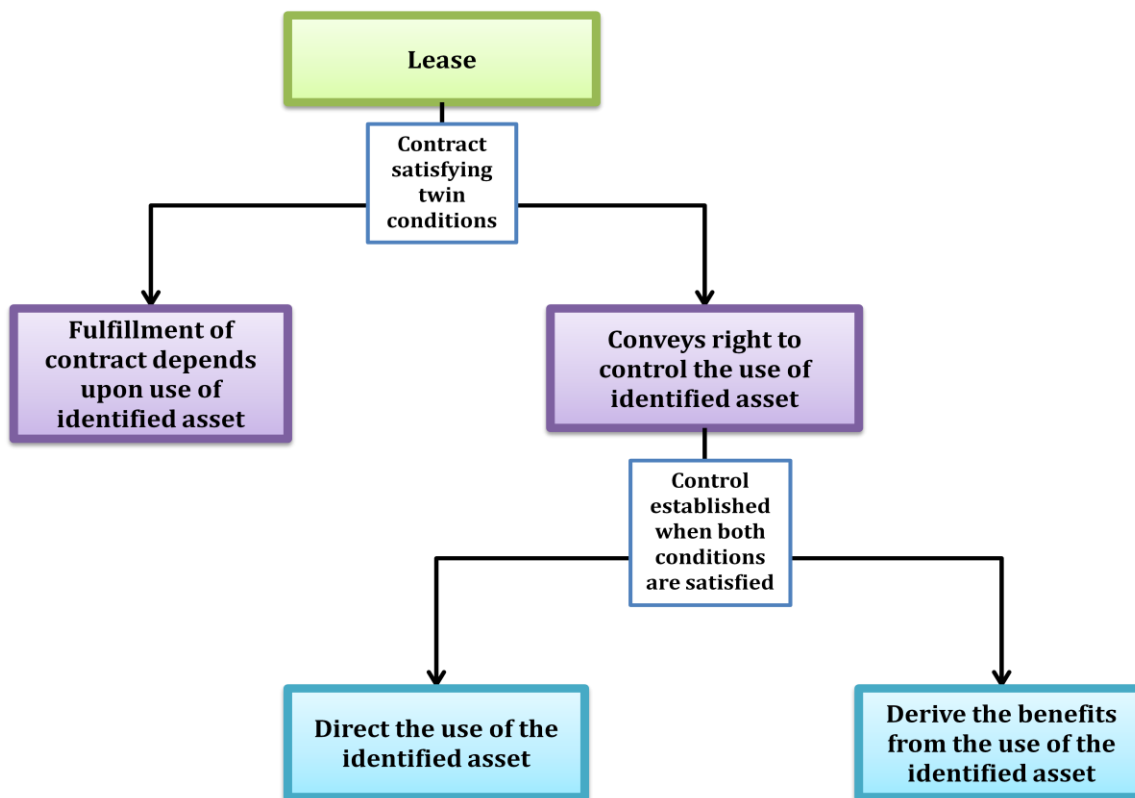 Lease
Contract
satisfying
twin
conditions
Fulfillment of
contract depends
upon use of
identified asset
Conveys right to
control the use of
identified asset
Control
established
when both
conditions
are satisfied
Direct the use of the
identified asset
Derive the benefits
from the use of the
identified asset